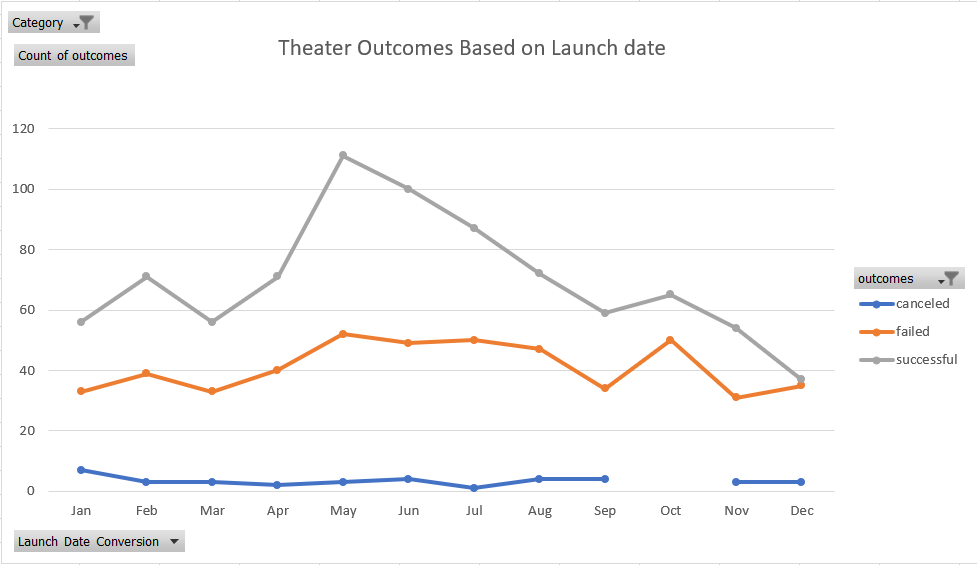 Category
Count of outcomes
Theater Outcomes Based on Launch date
120
100
80
60
40
20
0
Jan Feb Mar Apr May Jun Jul Aug Sep Oct Nov Dec
outcomes
canceled
failed
successful
Launch Date Conversion